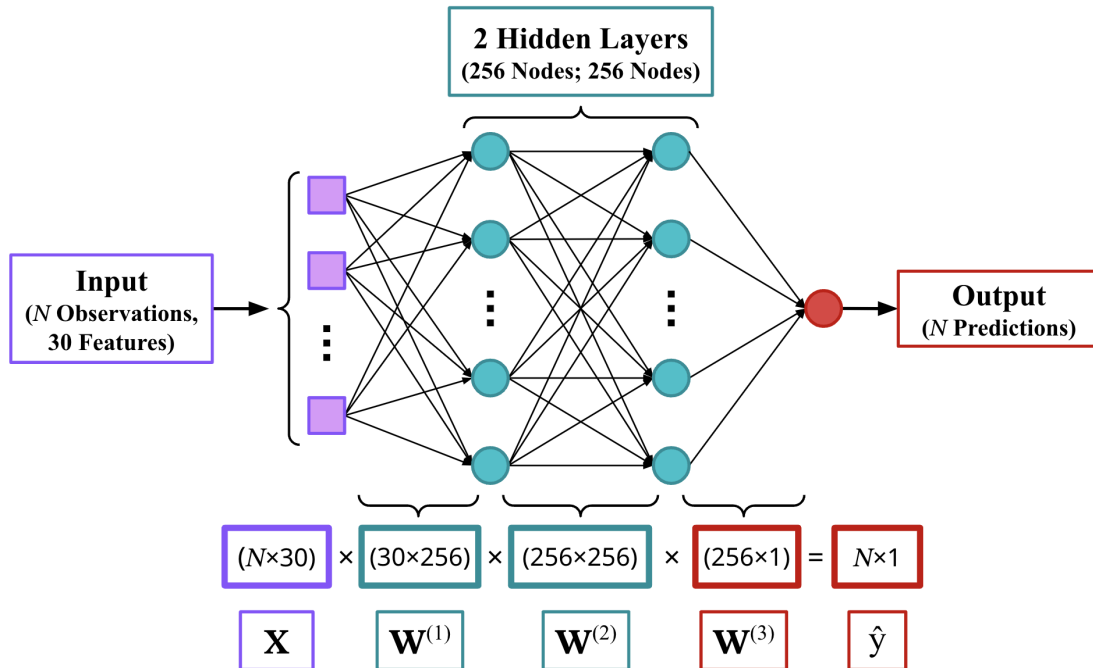 2 Hidden Layers
(256 Nodes; 256 Nodes)
Input
(N Observations,
30 Features)
Output
(N Predictions)
(N×30) × (30×256) × (256×256) × (256×1) = N×1
X W(1) W(2) W(3) ŷ